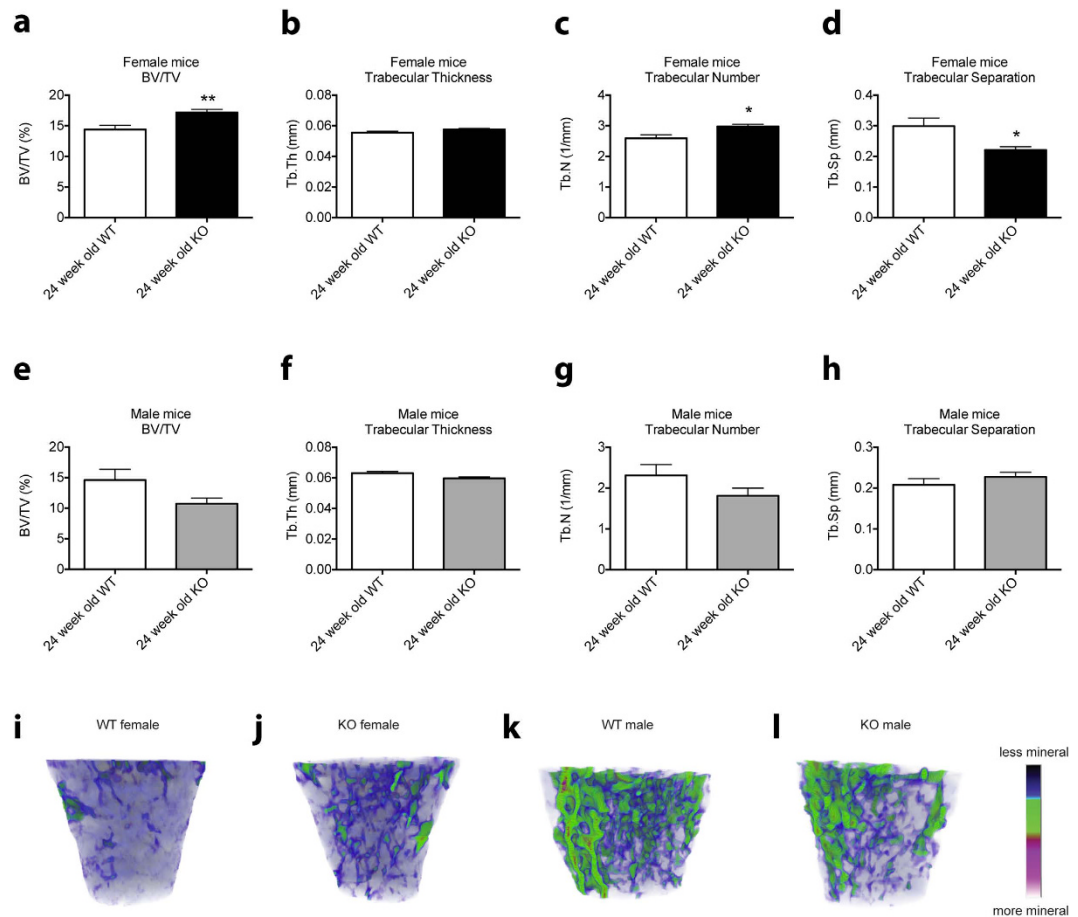 a
Female mice
BV/TV
BV/TV (%)
20
15
10
5
0
**
24 week old WT
24 week old KO
b
Female mice
Trabecular Thickness
Tb.Th (mm)
0.08
0.06
0.04
0.02
0.00
24 week old WT
24 week old KO
c
Female mice
Trabecular Number
Tb.N (1/mm)
4
3
2
1
0
*
24 week old WT
24 week old KO
d
Female mice
Trabecular Separation
Tb.Sp (mm)
0.4
0.3
0.2
0.1
0.0
*
24 week old WT
24 week old KO
e
Male mice
BV/TV
BV/TV (%)
20
15
10
5
0
24 week old WT
24 week old KO
f
Male mice
Trabecular Thickness
Tb.Th (mm)
0.08
0.06
0.04
0.02
0.00
24 week old WT
24 week old KO
g
Male mice
Trabecular Number
Tb.N (1/mm)
3
2
1
0
24 week old WT
24 week old KO
h
Male mice
Trabecular Separation
Tb.Sp (mm)
0.3
0.2
0.1
0.0
24 week old WT
24 week old KO
i
WT female
j
KO female
k
WT male
l
KO male
less mineral
more mineral